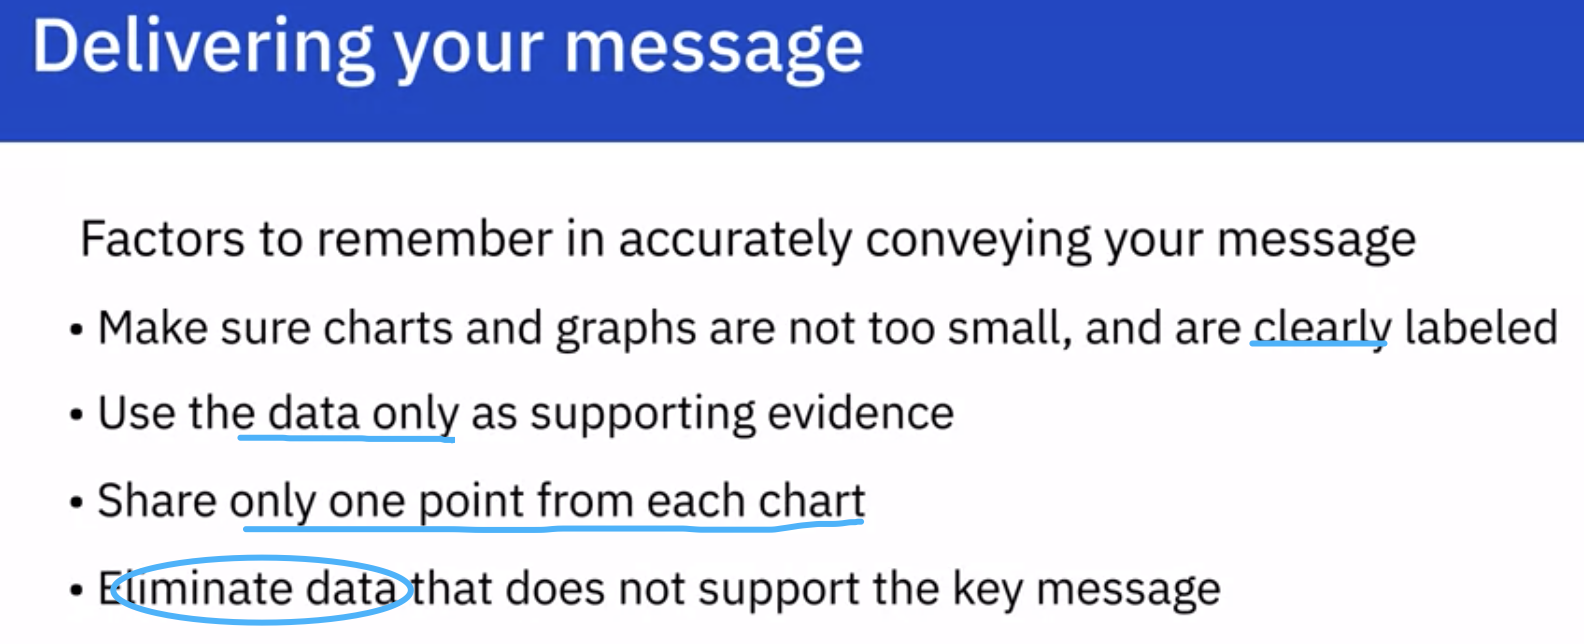 Delivering your message
Factors to remember in accurately conveying your message
• Make sure charts and graphs are not too small, and are clearly labeled
• Use the data only as supporting evidence
• Share only one point from each chart
• Eliminate data that does not support the key message